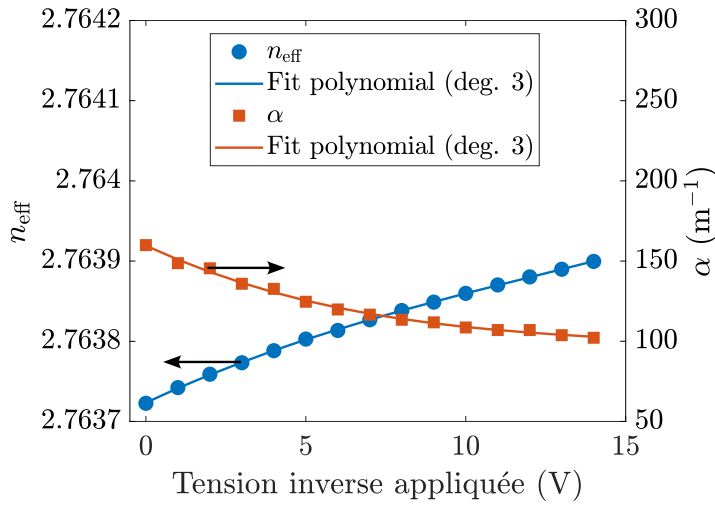 2.7642
2.7641
2.764
2.7639
2.7638
2.7637
n_eff
300
250
200
150
100
50
α (m⁻¹)
n_eff
Fit polynomial (deg. 3)
α
Fit polynomial (deg. 3)
0
5
10
15
Tension inverse appliquée (V)